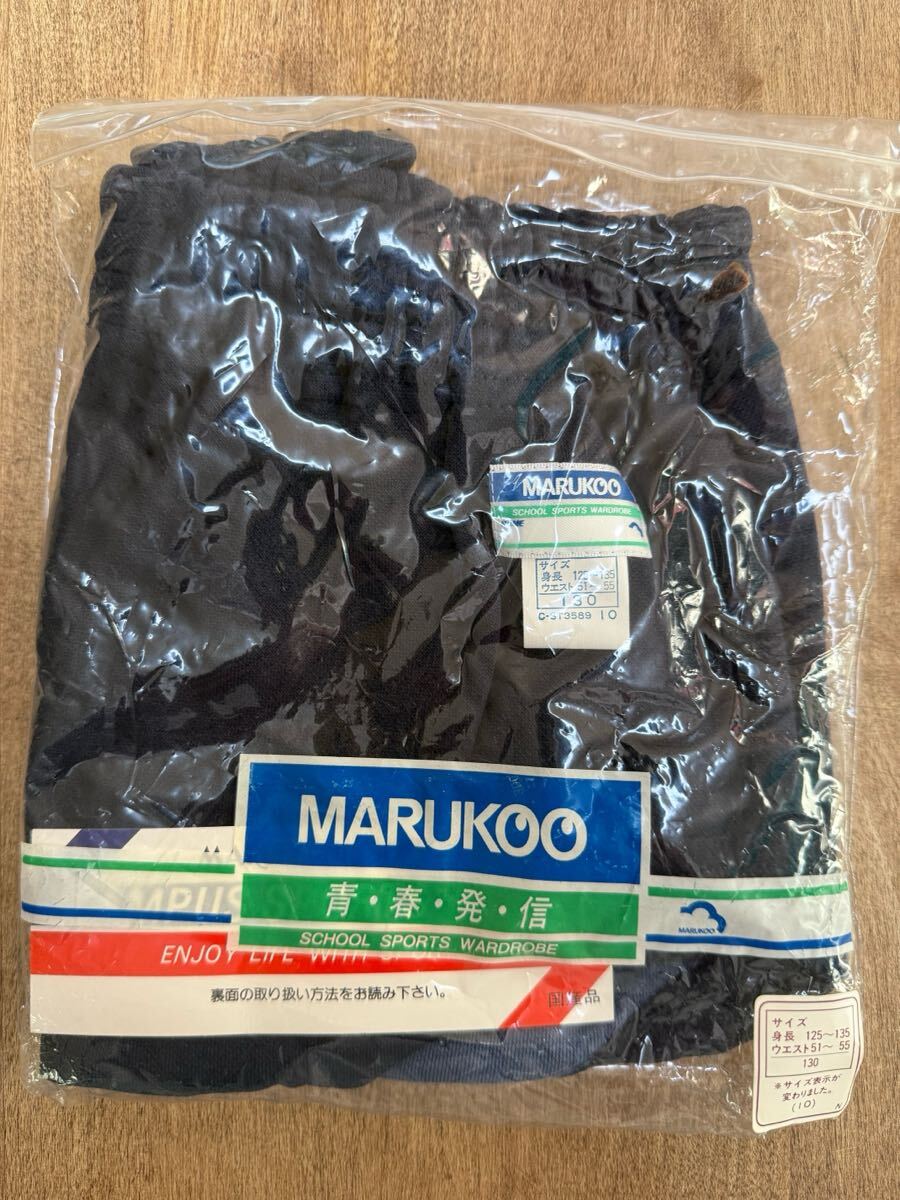 MARUKOO
SCHOOL SPORTS WARDROBE
サイズ
身長 125～135
ウエスト51～ 55
130
C-ST3589 10
MARUKOO
青・春・発・信
SCHOOL SPORTS WARDROBE
MARUKOO
ENJOY LIFE WITH
裏面の取り扱い方法をお読み下さい。
国産品
サイズ
身長 125～135
ウエスト51～ 55
130
※サイズ表示が
変わりました。
(10)